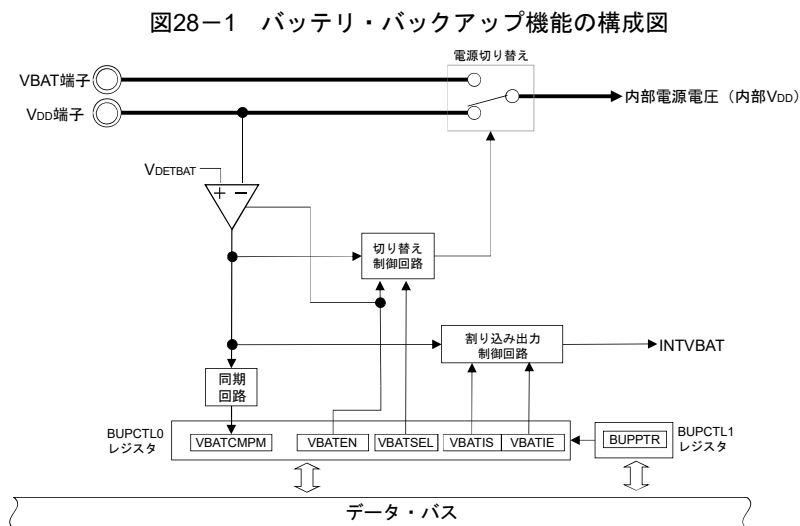 図28－1　バッテリ・バックアップ機能の構成図
電源切り替え
VBAT端子
VDD端子
内部電源電圧（内部VDD）
VDETBAT
+ －
切り替え
制御回路
割り込み出力
制御回路
INTVBAT
同期
回路
BUPCTL0
レジスタ
VBATCMPM
VBATEN
VBATSEL
VBATIS
VBATIE
BUPPTR
BUPCTL1
レジスタ
データ・バス